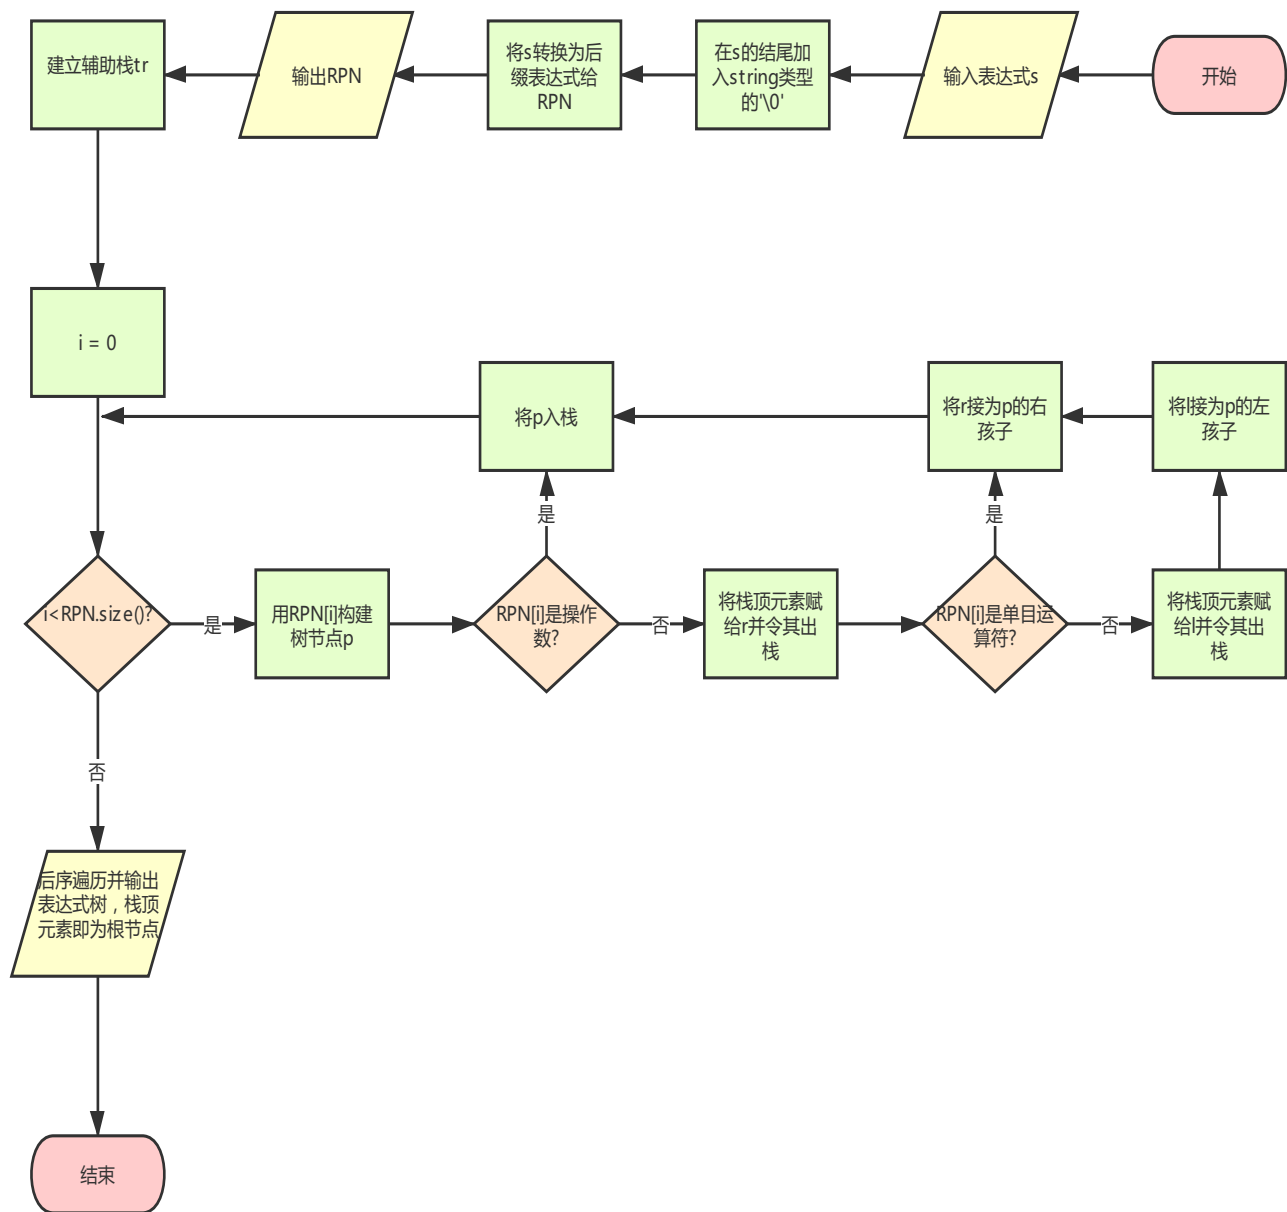 开始
输入表达式s
在s的结尾加
入string类型
的'\0'
将s转换为后
缀表达式给
RPN
输出RPN
建立辅助栈tr
i = 0
i<RPN.size()?
是
用RPN[i]构建
树节点p
RPN[i]是操作
数?
是
将p入栈
否
将栈顶元素赋
给r并令其出
栈
RPN[i]是单目运
算符?
是
将r接为p的右
孩子
否
将栈顶元素赋
给l并令其出
栈
将l接为p的左
孩子
否
后序遍历并输出
表达式树，栈顶
元素即为根节点
结束